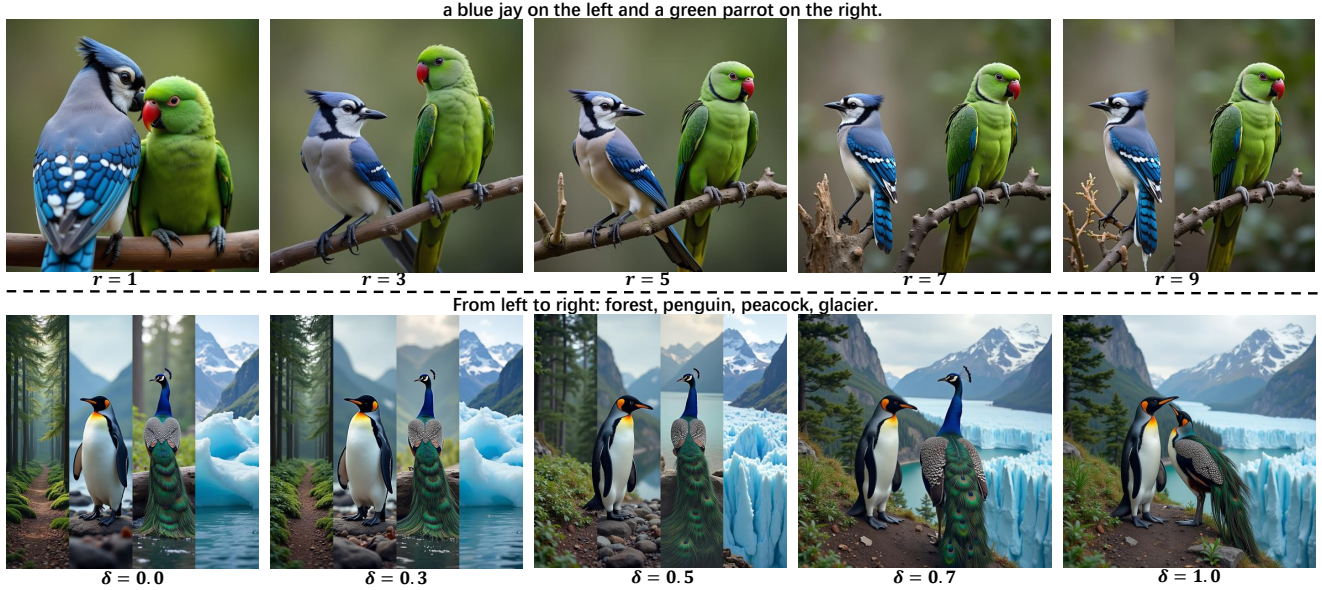 a blue jay on the left and a green parrot on the right.
r = 1
r = 3
r = 5
r = 7
r = 9
From left to right: forest, penguin, peacock, glacier.
δ = 0.0
δ = 0.3
δ = 0.5
δ = 0.7
δ = 1.0